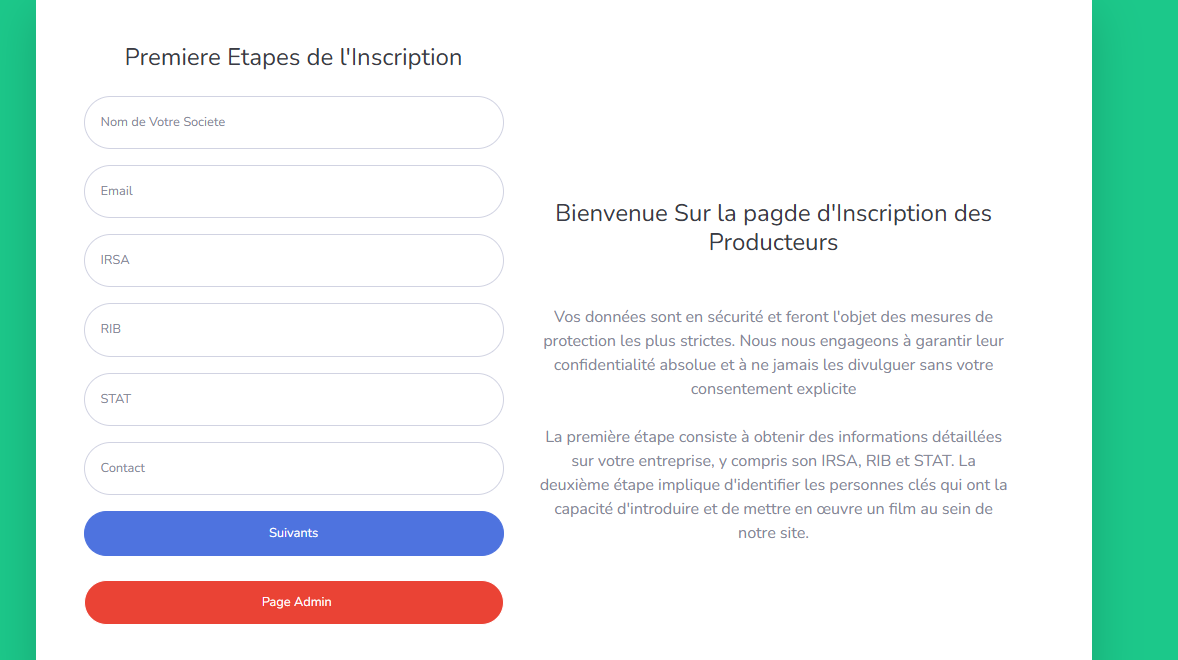 Premiere Etapes de l'Inscription
Nom de Votre Societe
Email
IRSA
RIB
STAT
Contact
Suivants
Page Admin
Bienvenue Sur la pagde d'Inscription des
Producteurs
Vos données sont en sécurité et feront l'objet des mesures de
protection les plus strictes. Nous nous engageons à garantir leur
confidentialité absolue et à ne jamais les divulguer sans votre
consentement explicite
La première étape consiste à obtenir des informations détaillées
sur votre entreprise, y compris son IRSA, RIB et STAT. La
deuxième étape implique d'identifier les personnes clés qui ont la
capacité d'introduire et de mettre en œuvre un film au sein de
notre site.